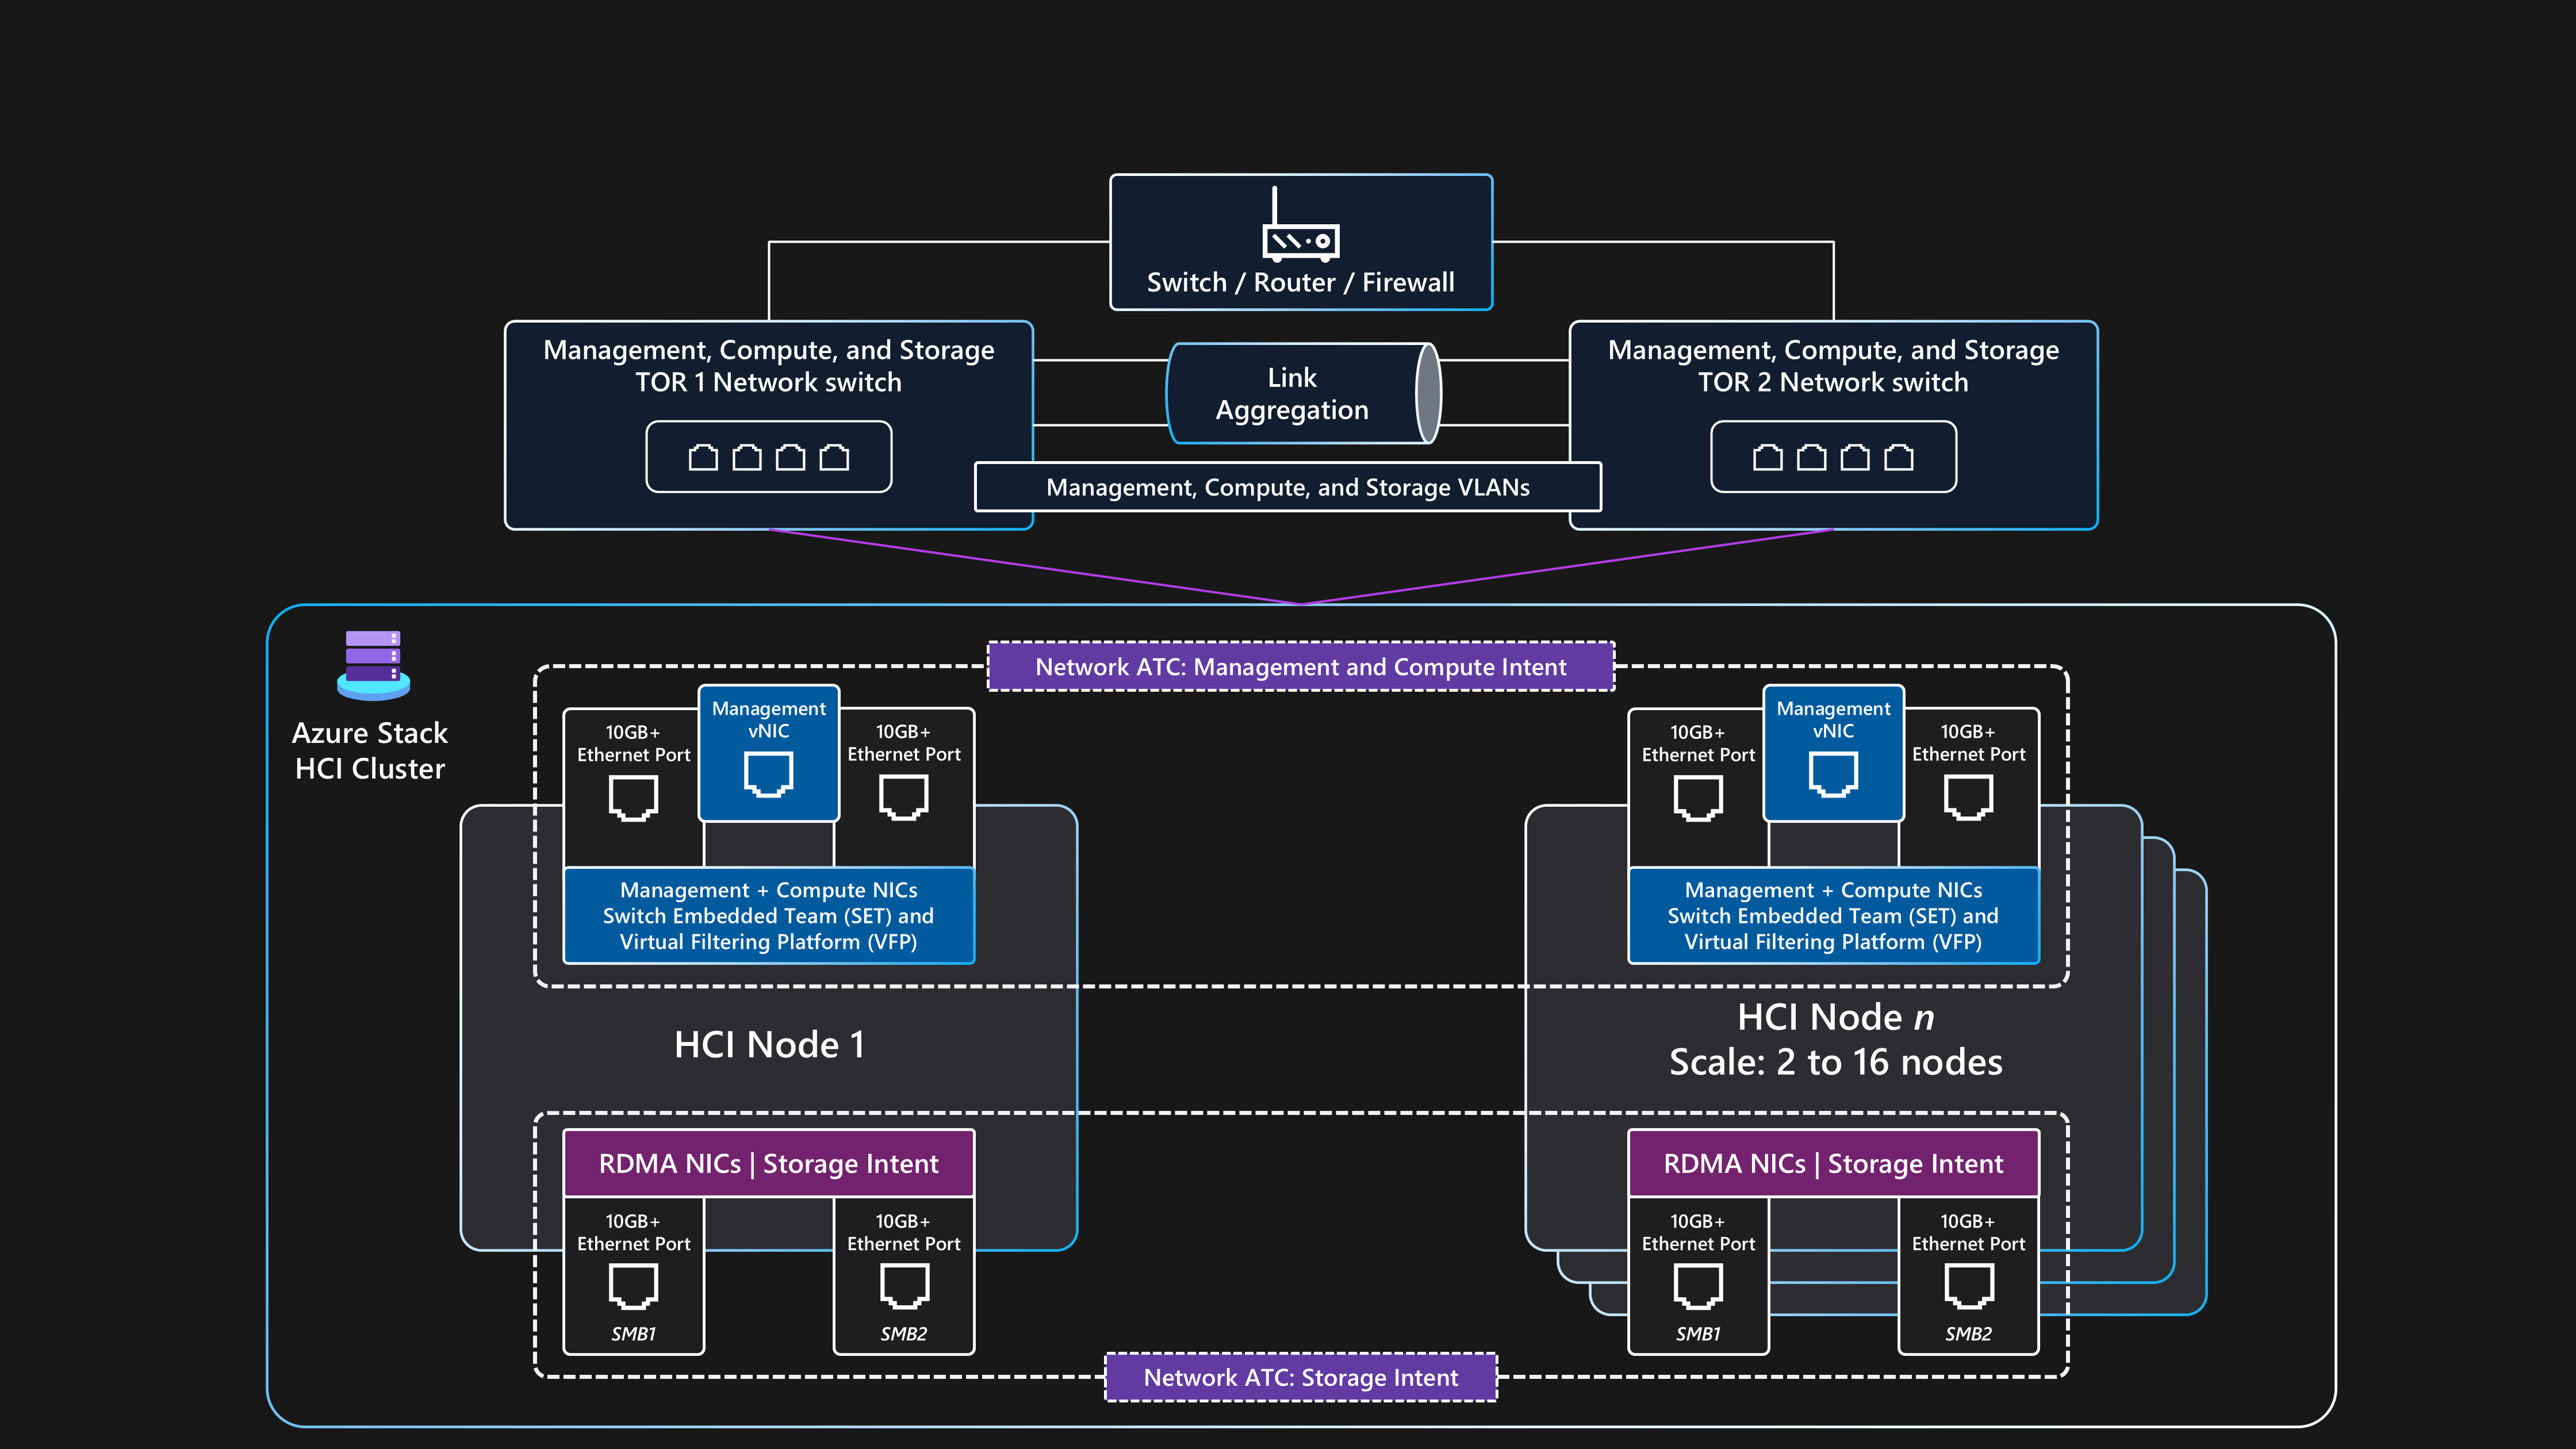 Switch / Router / Firewall
Management, Compute, and Storage
TOR 1 Network switch
Link
Aggregation
Management, Compute, and Storage
TOR 2 Network switch
Management, Compute, and Storage VLANs
Azure Stack
HCI Cluster
Network ATC: Management and Compute Intent
10GB+
Ethernet Port
Management
vNIC
10GB+
Ethernet Port
Management + Compute NICs
Switch Embedded Team (SET) and
Virtual Filtering Platform (VFP)
HCI Node 1
RDMA NICs | Storage Intent
10GB+
Ethernet Port
SMB1
10GB+
Ethernet Port
SMB2
10GB+
Ethernet Port
Management
vNIC
10GB+
Ethernet Port
Management + Compute NICs
Switch Embedded Team (SET) and
Virtual Filtering Platform (VFP)
HCI Node n
Scale: 2 to 16 nodes
RDMA NICs | Storage Intent
10GB+
Ethernet Port
SMB1
10GB+
Ethernet Port
SMB2
Network ATC: Storage Intent